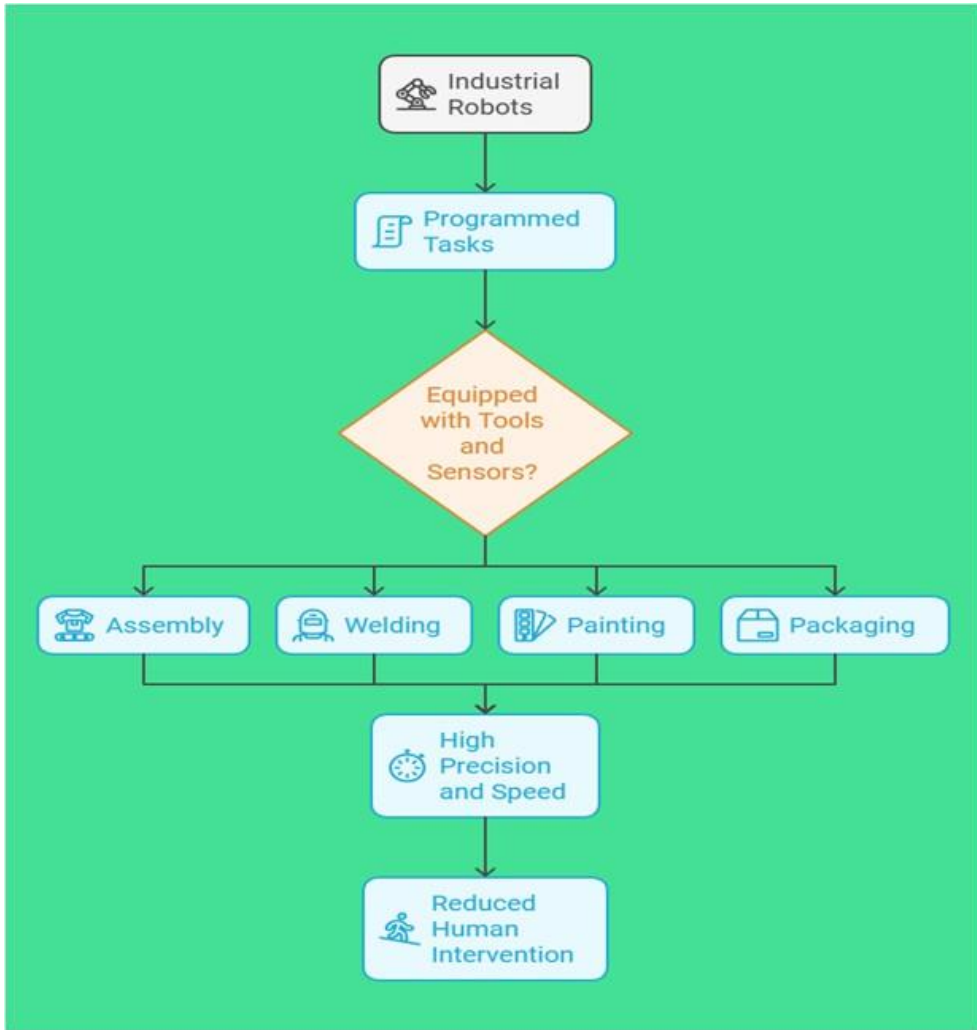 Industrial
Robots
Programmed
Tasks
Equipped
with Tools
and
Sensors?
Assembly
Welding
Painting
Packaging
High
Precision
and Speed
Reduced
Human
Intervention